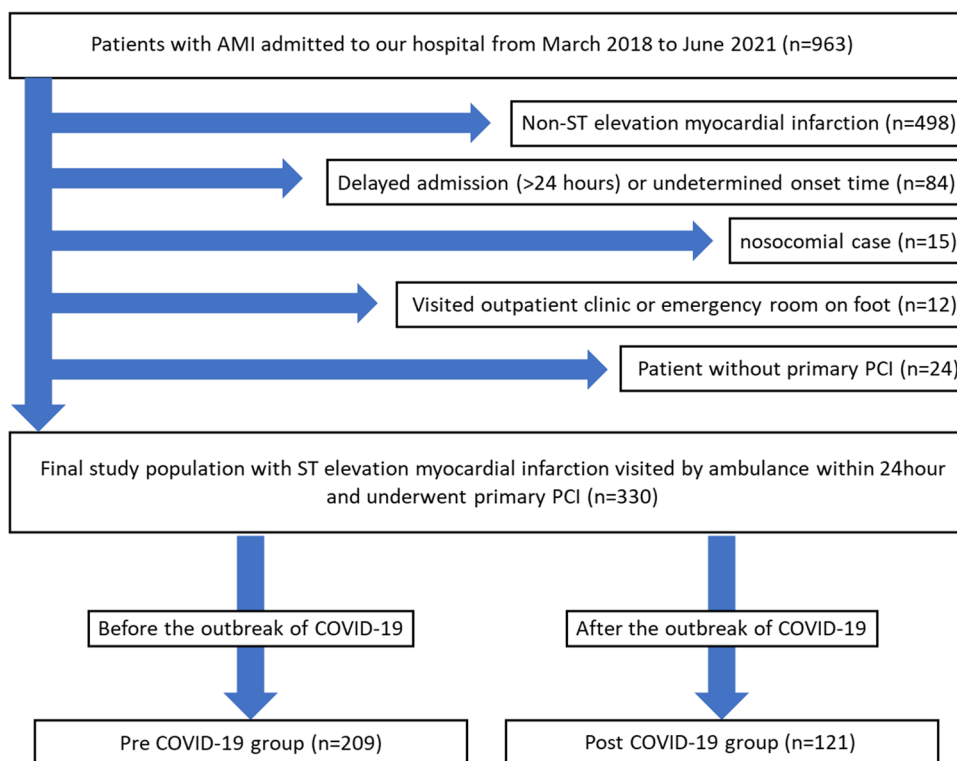 Patients with AMI admitted to our hospital from March 2018 to June 2021 (n=963)
Non-ST elevation myocardial infarction (n=498)
Delayed admission (>24 hours) or undetermined onset time (n=84)
nosocomial case (n=15)
Visited outpatient clinic or emergency room on foot (n=12)
Patient without primary PCI (n=24)
Final study population with ST elevation myocardial infarction visited by ambulance within 24hour
and underwent primary PCI (n=330)
Before the outbreak of COVID-19
After the outbreak of COVID-19
Pre COVID-19 group (n=209)
Post COVID-19 group (n=121)